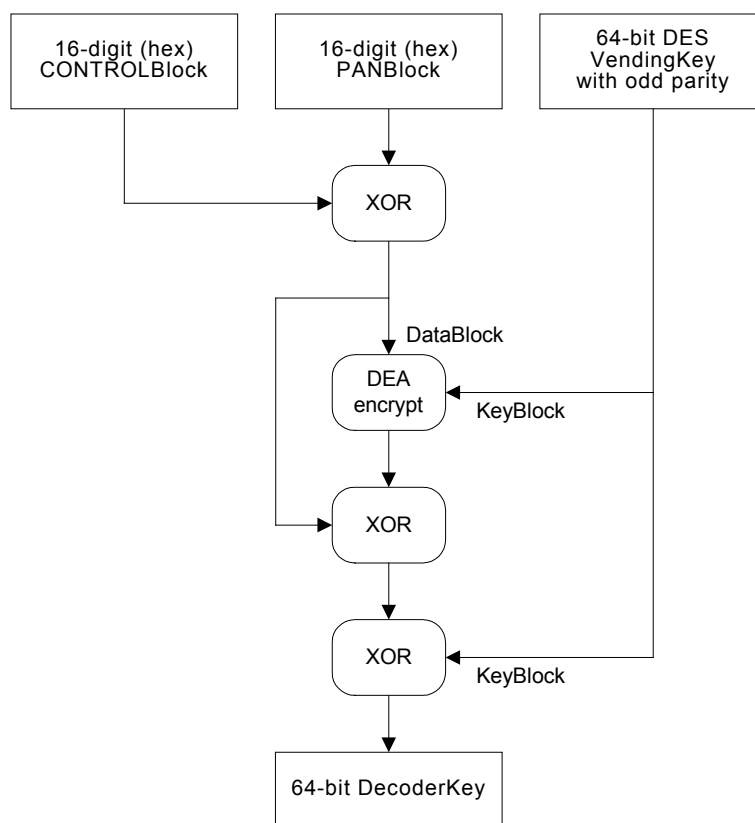 16-digit (hex)
CONTROLBlock
16-digit (hex)
PANBlock
64-bit DES
VendingKey
with odd parity
XOR
DataBlock
DEA
encrypt
KeyBlock
XOR
XOR
KeyBlock
64-bit DecoderKey